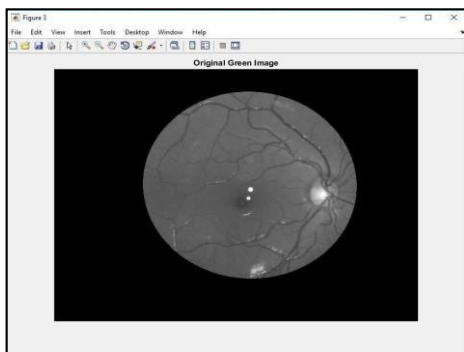 Figure 3
File Edit View Insert Tools Desktop Window Help
Original Green Image